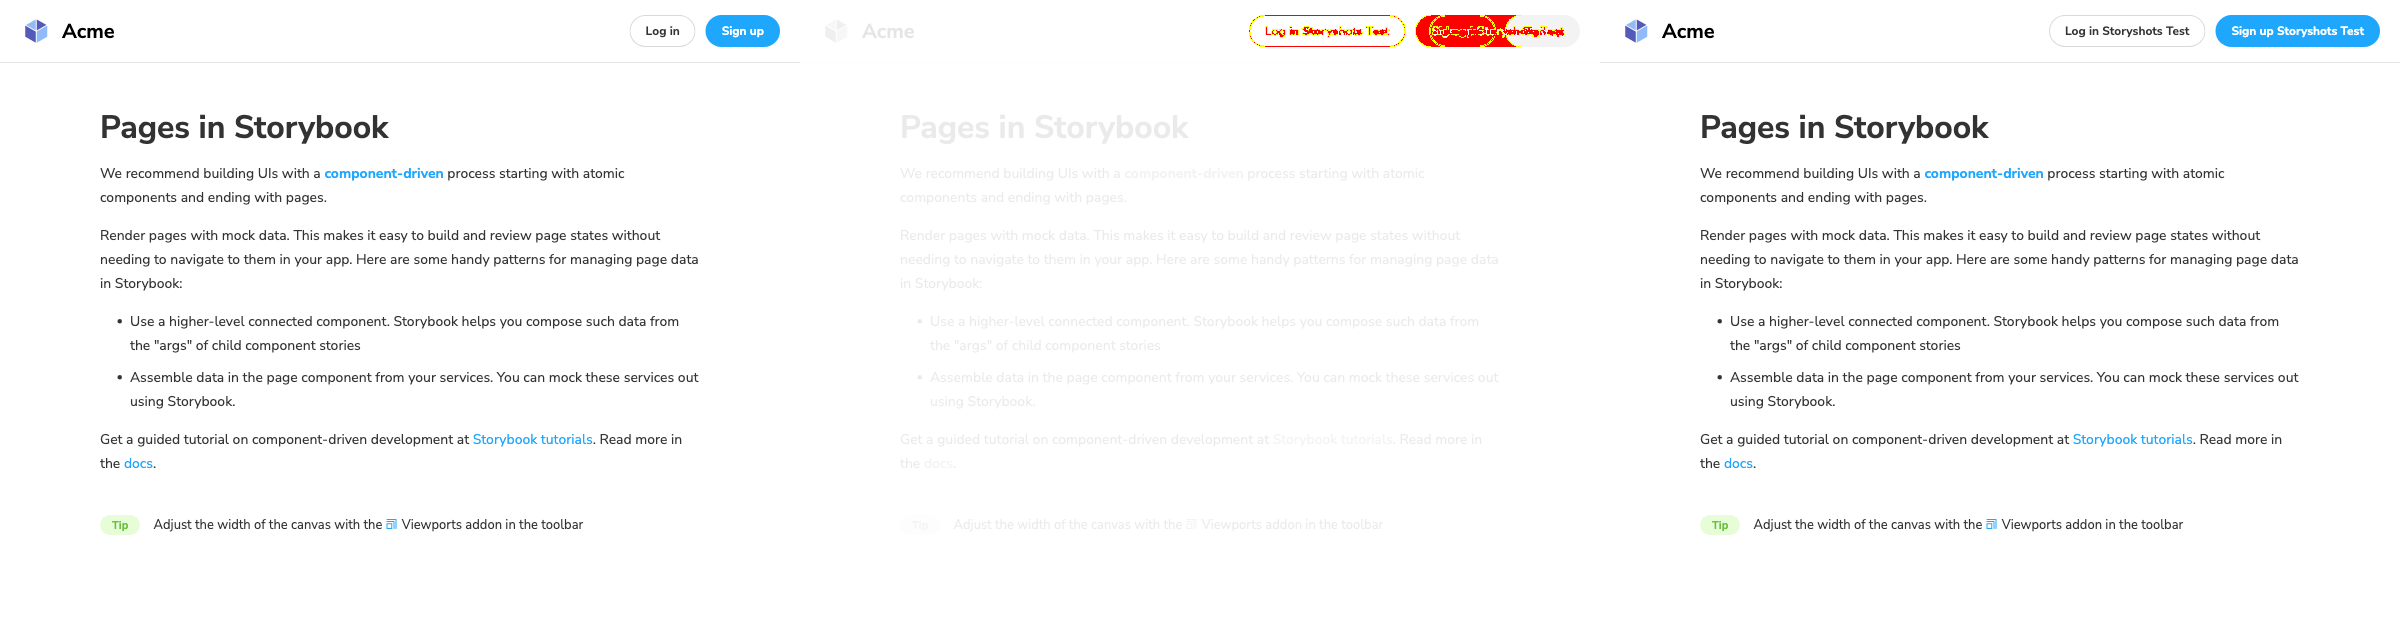 Acme
Log in
Sign up
Pages in Storybook
We recommend building UIs with a component-driven process starting with atomic
components and ending with pages.
Render pages with mock data. This makes it easy to build and review page states without
needing to navigate to them in your app. Here are some handy patterns for managing page data
in Storybook:
• Use a higher-level connected component. Storybook helps you compose such data from
the "args" of child component stories
• Assemble data in the page component from your services. You can mock these services out
using Storybook.
Get a guided tutorial on component-driven development at Storybook tutorials. Read more in
the docs.
Tip Adjust the width of the canvas with the Viewports addon in the toolbar
Acme
Log in Storyshots Test
Pages in Storybook
We recommend building UIs with a component-driven process starting with atomic
components and ending with pages.
Render pages with mock data. This makes it easy to build and review page states without
needing to navigate to them in your app. Here are some handy patterns for managing page data
in Storybook:
• Use a higher-level connected component. Storybook helps you compose such data from
the "args" of child component stories
• Assemble data in the page component from your services. You can mock these services out
using Storybook.
Get a guided tutorial on component-driven development at Storybook tutorials. Read more in
the docs.
Tip Adjust the width of the canvas with the Viewports addon in the toolbar
Acme
Log in Storyshots Test
Sign up Storyshots Test
Pages in Storybook
We recommend building UIs with a component-driven process starting with atomic
components and ending with pages.
Render pages with mock data. This makes it easy to build and review page states without
needing to navigate to them in your app. Here are some handy patterns for managing page data
in Storybook:
• Use a higher-level connected component. Storybook helps you compose such data from
the "args" of child component stories
• Assemble data in the page component from your services. You can mock these services out
using Storybook.
Get a guided tutorial on component-driven development at Storybook tutorials. Read more in
the docs.
Tip Adjust the width of the canvas with the Viewports addon in the toolbar